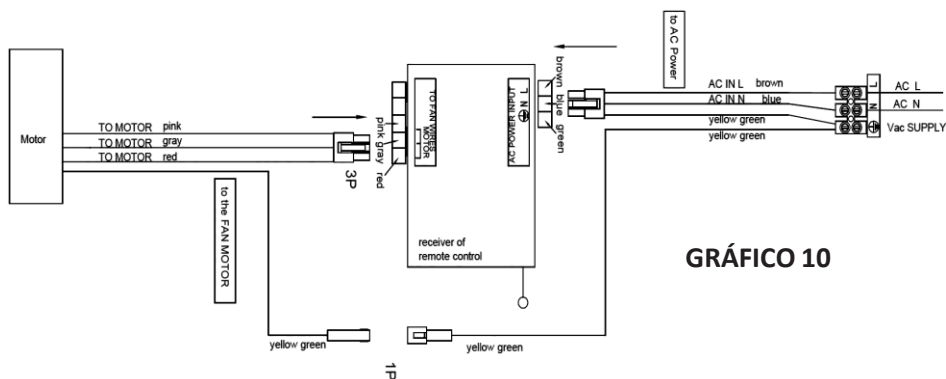 Motor
TO MOTOR pink
TO MOTOR gray
TO MOTOR red
to the FAN MOTOR
yellow green
3P
1P
yellow green
pink gray red
TO FAN WIRES
MOTOR
AC POWER INPUT
N L
receiver of
remote control
brown blue green
to AC Power
AC IN L brown
AC IN N blue
yellow green
yellow green
L
N
AC L
AC N
Vac SUPPLY
GRÁFICO 10